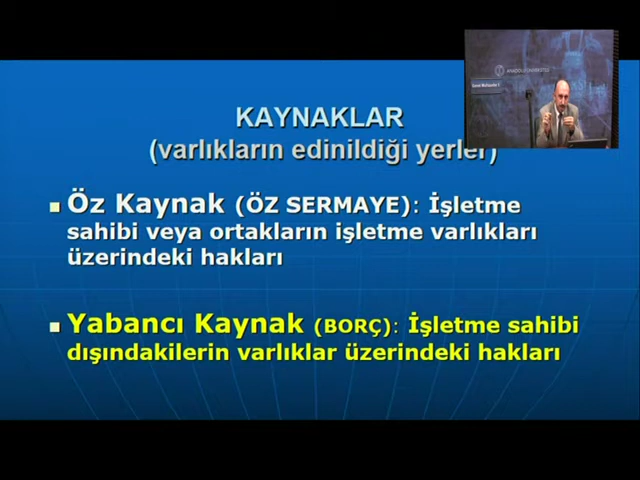 KAYNAKLAR
(varlıkların edinildiği yerler)
Öz Kaynak (ÖZ SERMAYE): İşletme
sahibi veya ortakların işletme varlıkları
üzerindeki hakları
Yabancı Kaynak (BORÇ): İşletme sahibi
dışındakilerin varlıklar üzerindeki hakları